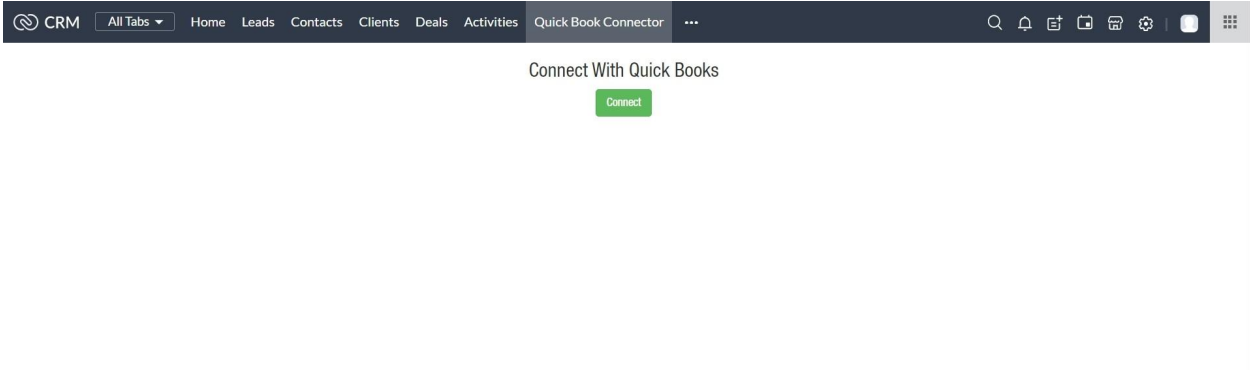 CRM All Tabs Home Leads Contacts Clients Deals Activities Quick Book Connector ...
Connect With Quick Books
Connect